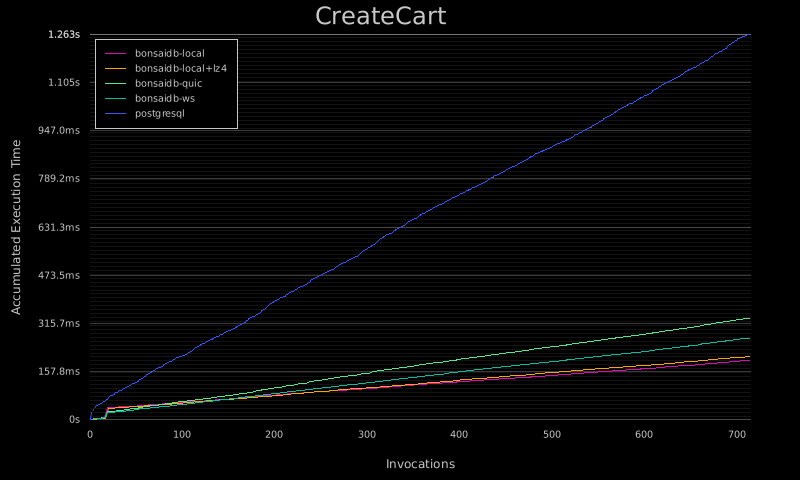 CreateCart
1.263s
bonsaidb-local
bonsaidb-local+lz4
bonsaidb-quic
bonsaidb-ws
postgresql
1.105s
947.0ms
789.2ms
631.3ms
473.5ms
315.7ms
157.8ms
0s
Accumulated Execution Time
0 100 200 300 400 500 600 700
Invocations